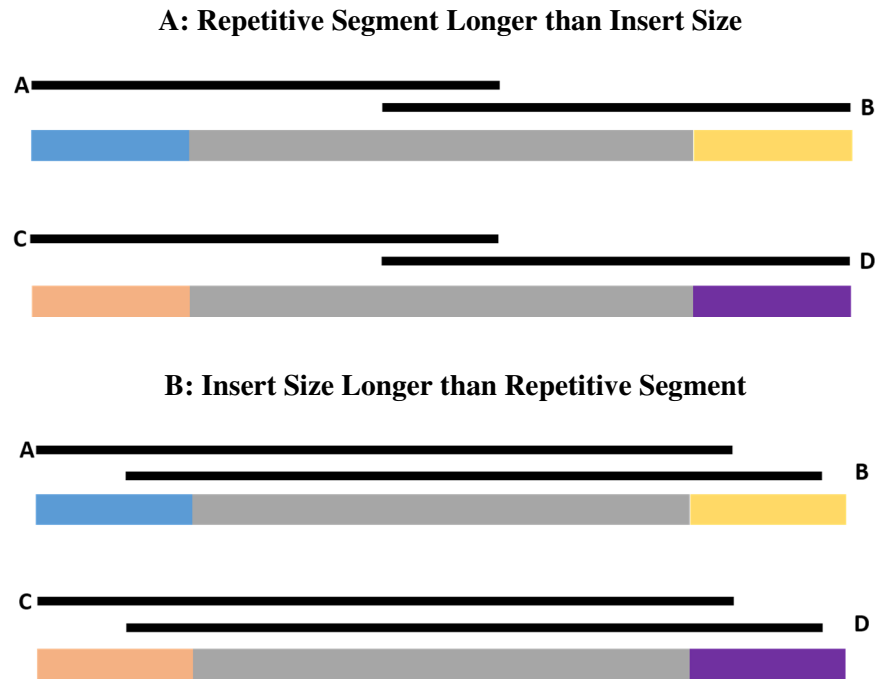 A: Repetitive Segment Longer than Insert Size
A
B
C
D
B: Insert Size Longer than Repetitive Segment
A
B
C
D